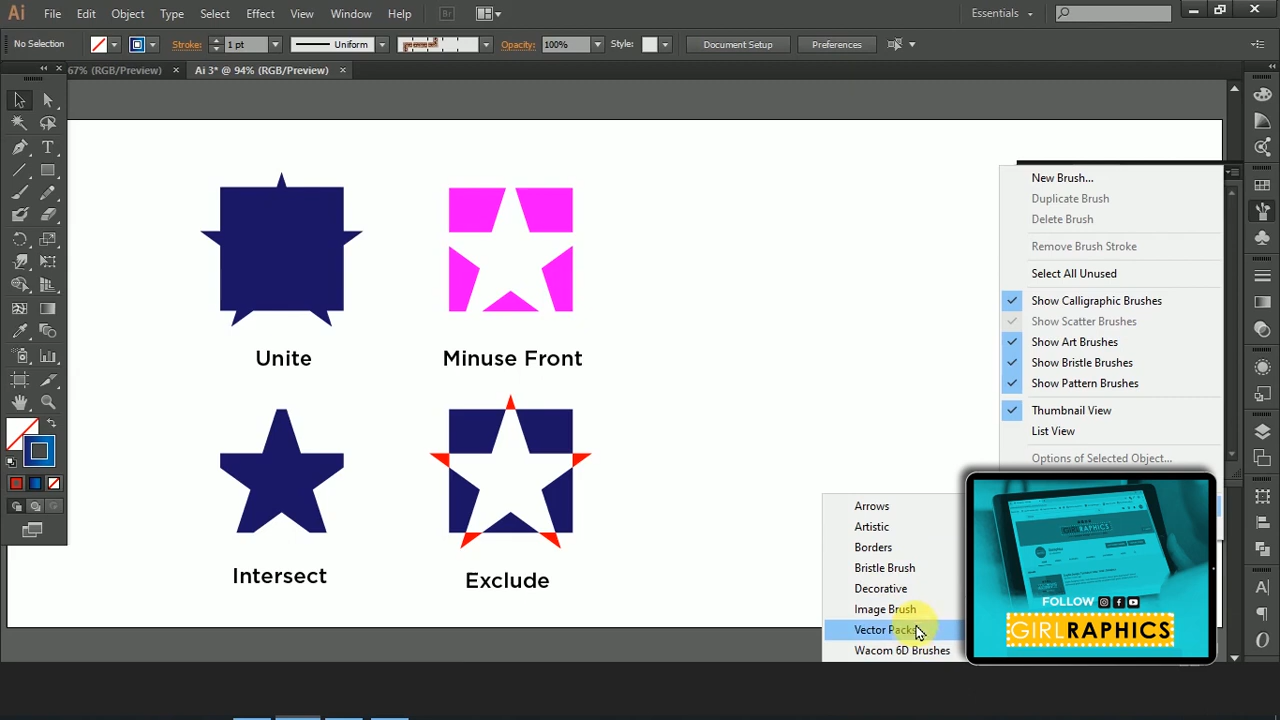 Ai File Edit Object Type Select Effect View Window Help Br Essentials
No Selection Stroke: 1 pt Uniform Opacity: 100% Style: Document Setup Preferences
67% (RGB/Preview) × Ai 3* @ 94% (RGB/Preview) ×
Unite
Minuse Front
Intersect
Exclude
New Brush...
Duplicate Brush
Delete Brush
Remove Brush Stroke
Select All Unused
Show Calligraphic Brushes
Show Scatter Brushes
Show Art Brushes
Show Bristle Brushes
Show Pattern Brushes
Thumbnail View
List View
Options of Selected Object...
Arrows
Artistic
Borders
Bristle Brush
Decorative
Image Brush
Vector Packs
Wacom 6D Brushes
FOLLOW
GIRLRAPHICS